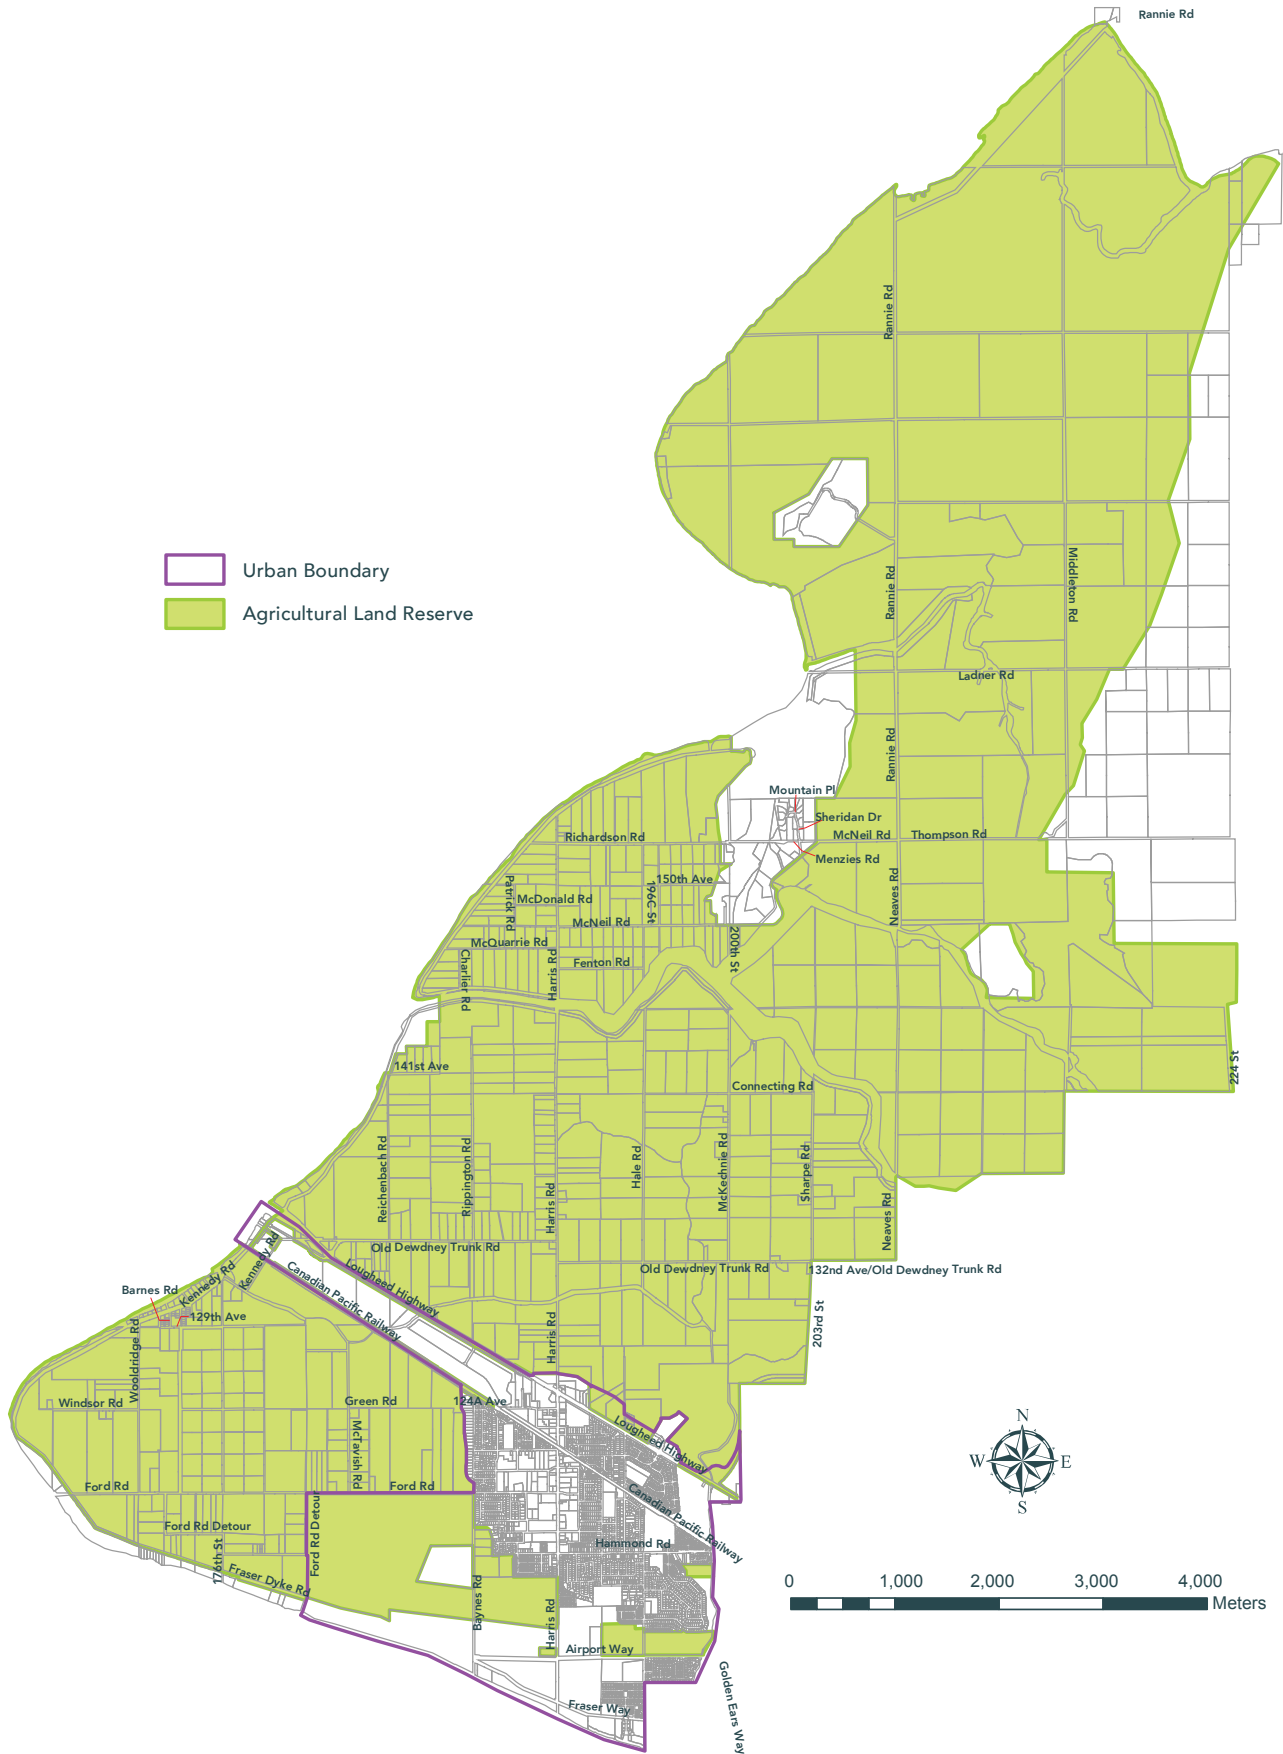 Rannie Rd
Rannie Rd
Urban Boundary
Agricultural Land Reserve
Rannie Rd
Middleton Rd
Ladner Rd
Rannie Rd
Mountain Pl
Sheridan Dr
Richardson Rd
McNeil Rd
Thompson Rd
Menzies Rd
150th Ave
Patrick Rd
McDonald Rd
196C St
Neaves Rd
McNeil Rd
McQuarrie Rd
200th St
Fenton Rd
Charlier Rd
Harris Rd
141st Ave
224 St
Connecting Rd
Reichenbach Rd
Rippington Rd
Harris Rd
Hale Rd
McKechnie Rd
Sharpe Rd
Neaves Rd
Old Dewdney Trunk Rd
Kennedy Rd
Kennedy Rd
Canadian Pacific Railway
Lougheed Highway
Old Dewdney Trunk Rd
132nd Ave/Old Dewdney Trunk Rd
Barnes Rd
129th Ave
Wooldridge Rd
Harris Rd
203rd St
Windsor Rd
Green Rd
124A Ave
McTavish Rd
Lougheed Highway
N
W
E
S
Ford Rd
Ford Rd
Canadian Pacific Railway
Ford Rd Detour
Ford Rd Detour
176th St
Hammond Rd
Fraser Dyke Rd
Baynes Rd
Harris Rd
0
1,000
2,000
3,000
4,000
Meters
Airport Way
Golden Ears Way
Fraser Way